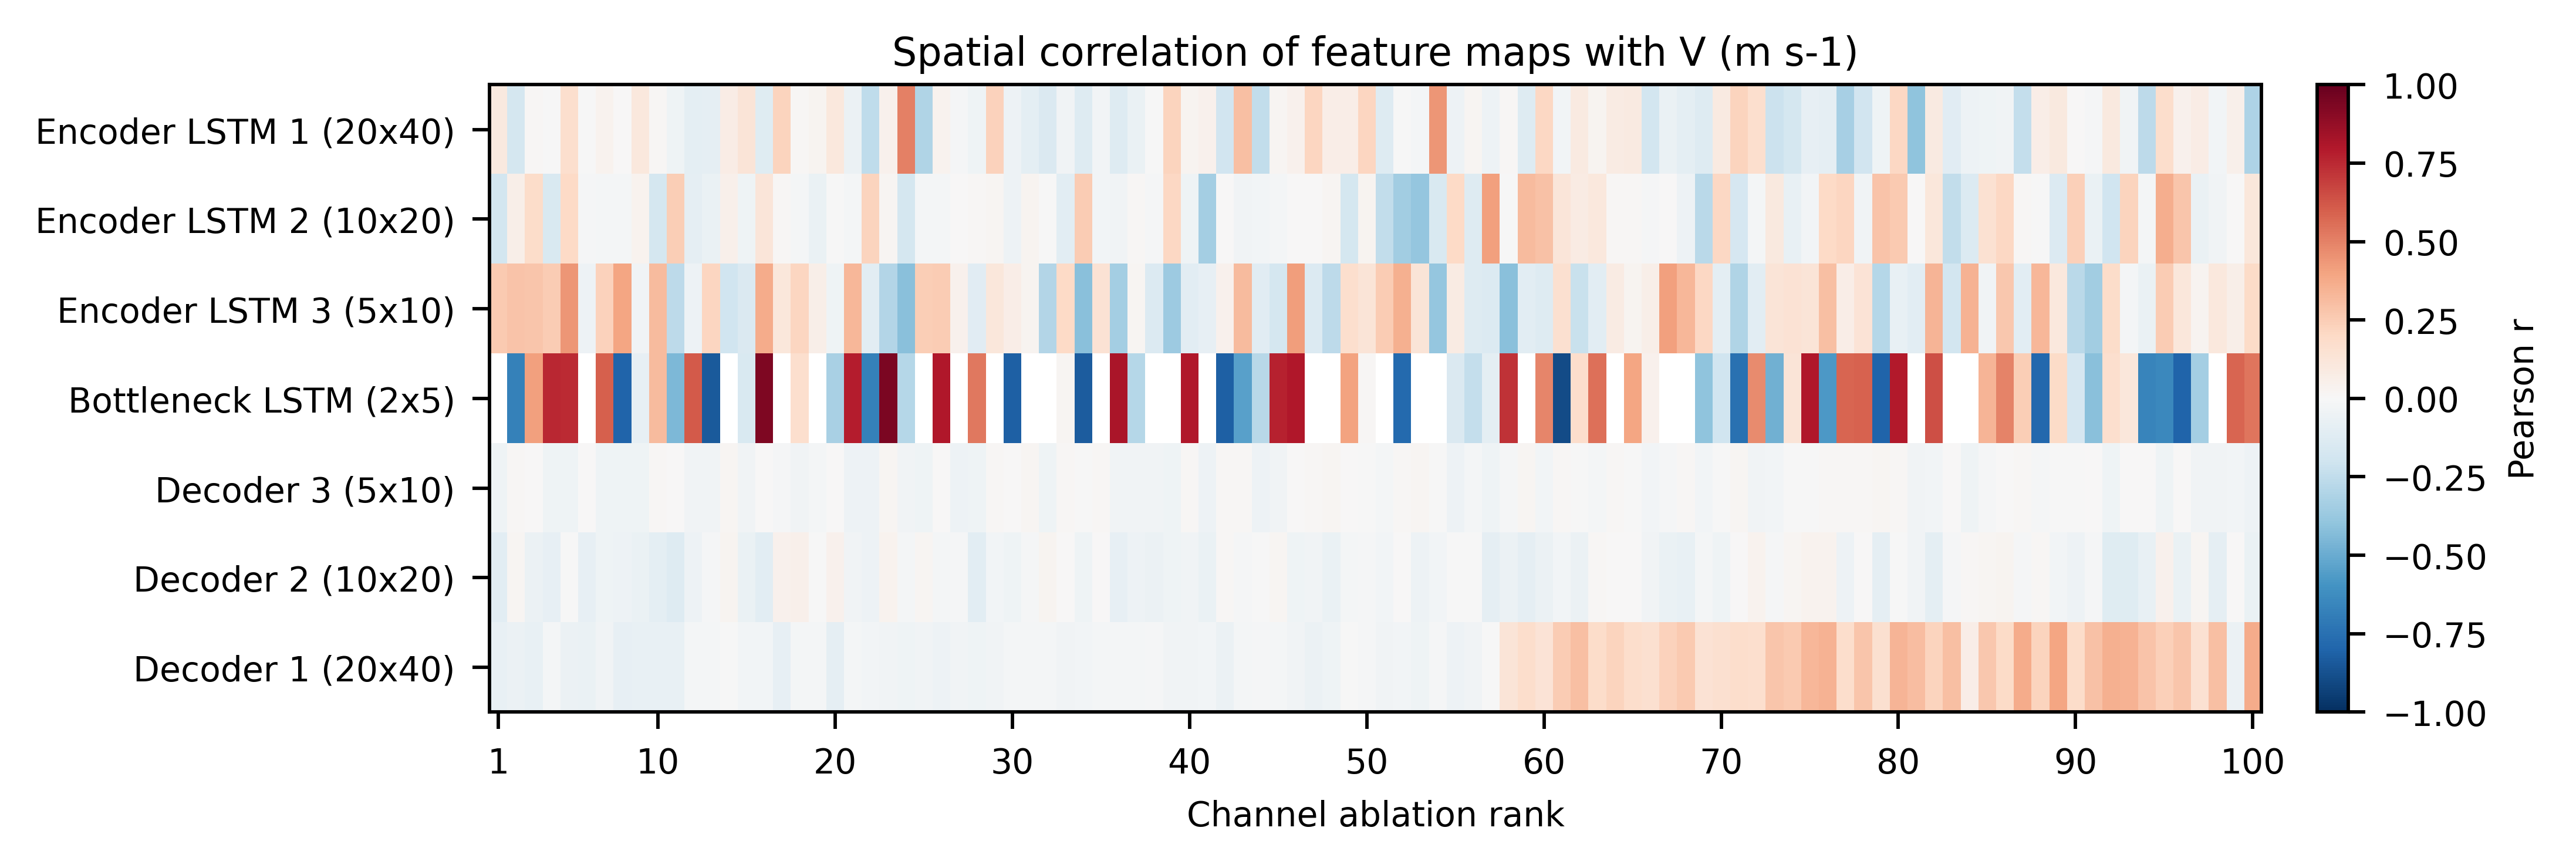 Spatial correlation of feature maps with V (m s-1)
Encoder LSTM 1 (20x40)
Encoder LSTM 2 (10x20)
Encoder LSTM 3 (5x10)
Bottleneck LSTM (2x5)
Decoder 3 (5x10)
Decoder 2 (10x20)
Decoder 1 (20x40)
1 10 20 30 40 50 60 70 80 90 100
Channel ablation rank
1.00
0.75
0.50
0.25
0.00
−0.25
−0.50
−0.75
−1.00
Pearson r